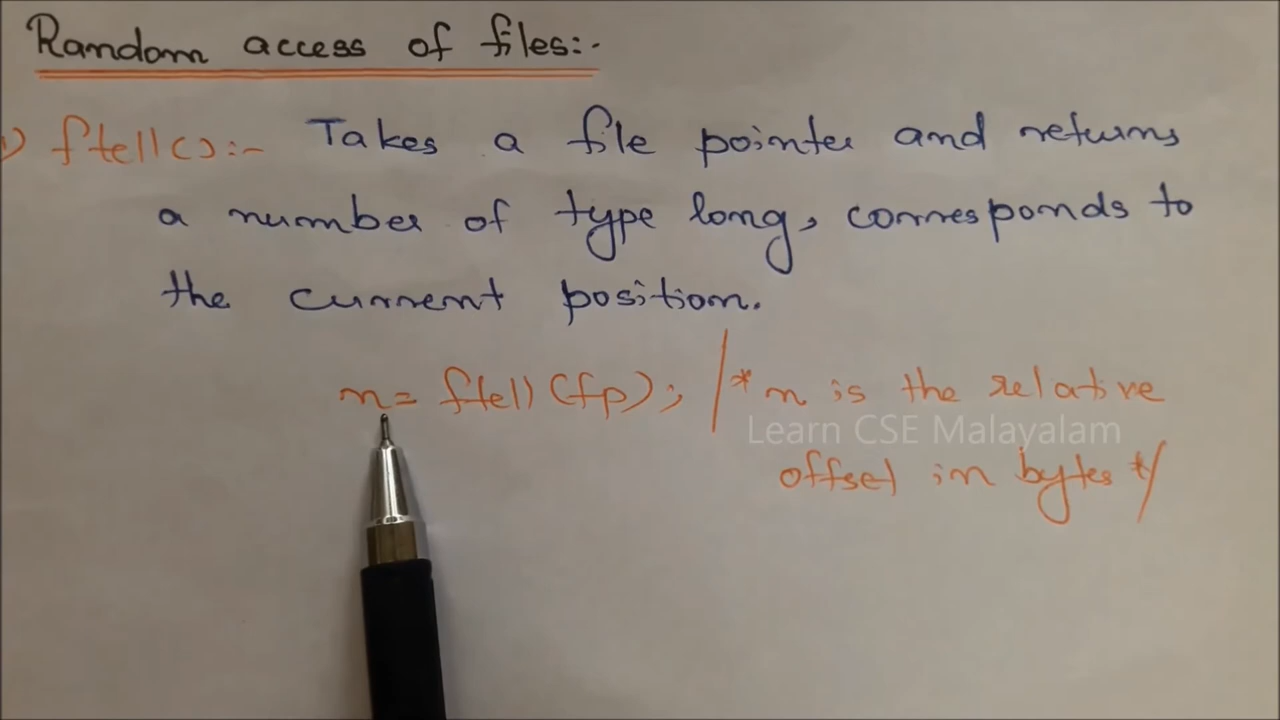 Random access of files:-
1) ftell():- Takes a file pointer and returns
a number of type long, corresponds to
the current position.
n= ftell(fp); /* n is the relative
Learn CSE Malayalam
offset in bytes */